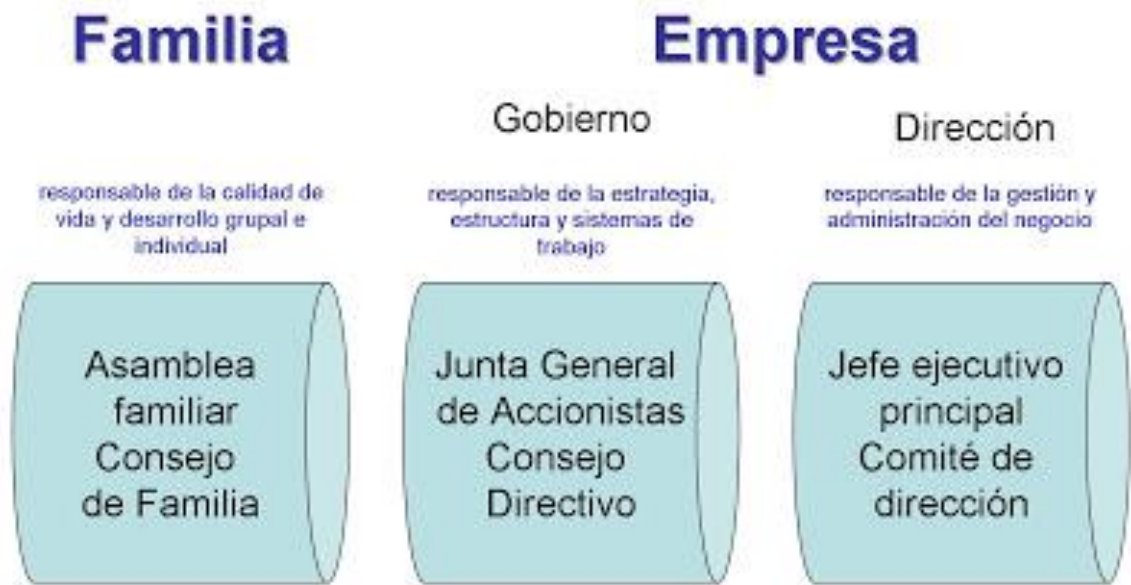 Familia
Empresa
Gobierno
Dirección
responsable de la calidad de
vida y desarrollo grupal e
individual
responsable de la estrategia,
estructura y sistemas de
trabajo
responsable de la gestión y
administración del negocio
Asamblea
familiar
Consejo
de Familia
Junta General
de Accionistas
Consejo
Directivo
Jefe ejecutivo
principal
Comité de
dirección